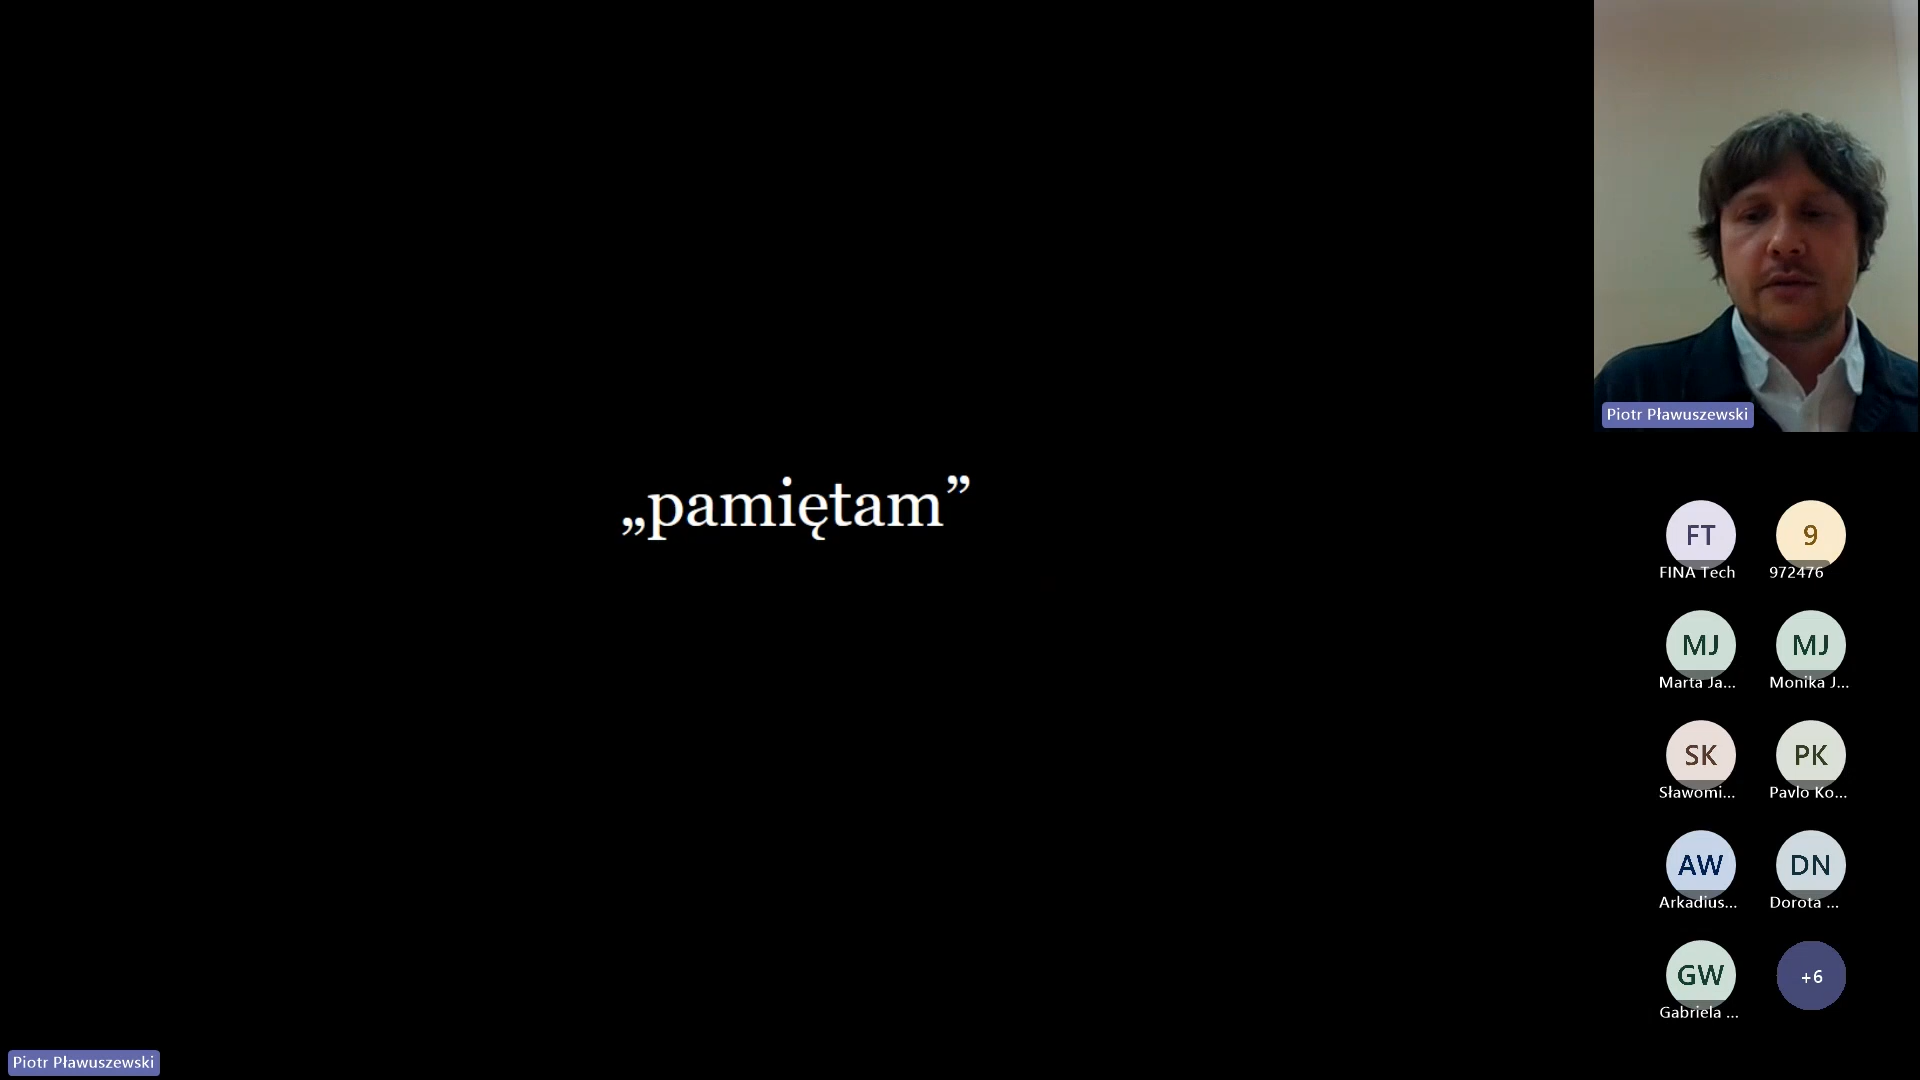 „pamiętam”
Piotr Pławuszewski
FT
FINA Tech
9
972476
MJ
Marta Ja...
MJ
Monika J...
SK
Sławomi...
PK
Pavlo Ko...
AW
Arkadius...
DN
Dorota ...
GW
Gabriela ...
+6
Piotr Pławuszewski